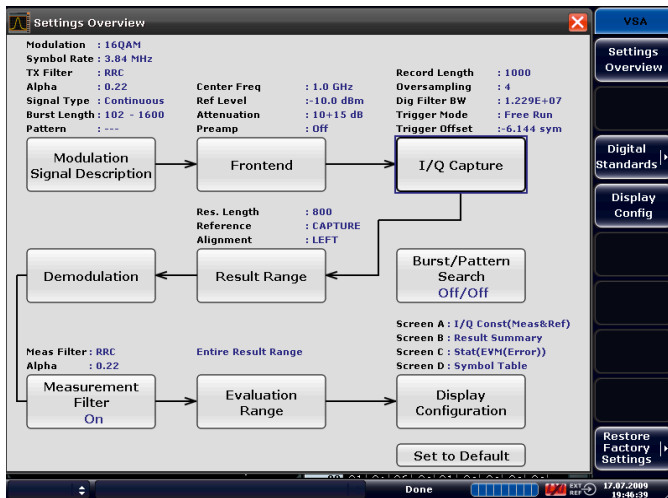 Settings Overview
VSA
Modulation : 16QAM
Symbol Rate : 3.84 MHz
TX Filter : RRC
Alpha : 0.22
Signal Type : Continuous
Burst Length : 102 - 1600
Pattern : ---
Center Freq : 1.0 GHz
Ref Level :-10.0 dBm
Attenuation : 10+15 dB
Preamp : Off
Record Length : 1000
Oversampling : 4
Dig Filter BW : 1.229E+07
Trigger Mode : Free Run
Trigger Offset :-6.144 sym
Modulation
Signal Description
Frontend
I/Q Capture
Res. Length : 800
Reference : CAPTURE
Alignment : LEFT
Demodulation
Result Range
Burst/Pattern
Search
Off/Off
Meas Filter : RRC
Alpha : 0.22
Entire Result Range
Screen A : I/Q Const(Meas&Ref)
Screen B : Result Summary
Screen C : Stat(EVM(Error))
Screen D : Symbol Table
Measurement
Filter
On
Evaluation
Range
Display
Configuration
Set to Default
Settings
Overview
Digital
Standards
Display
Config
Restore
Factory
Settings
Done
EXT
REF
17.07.2009
19:46:39